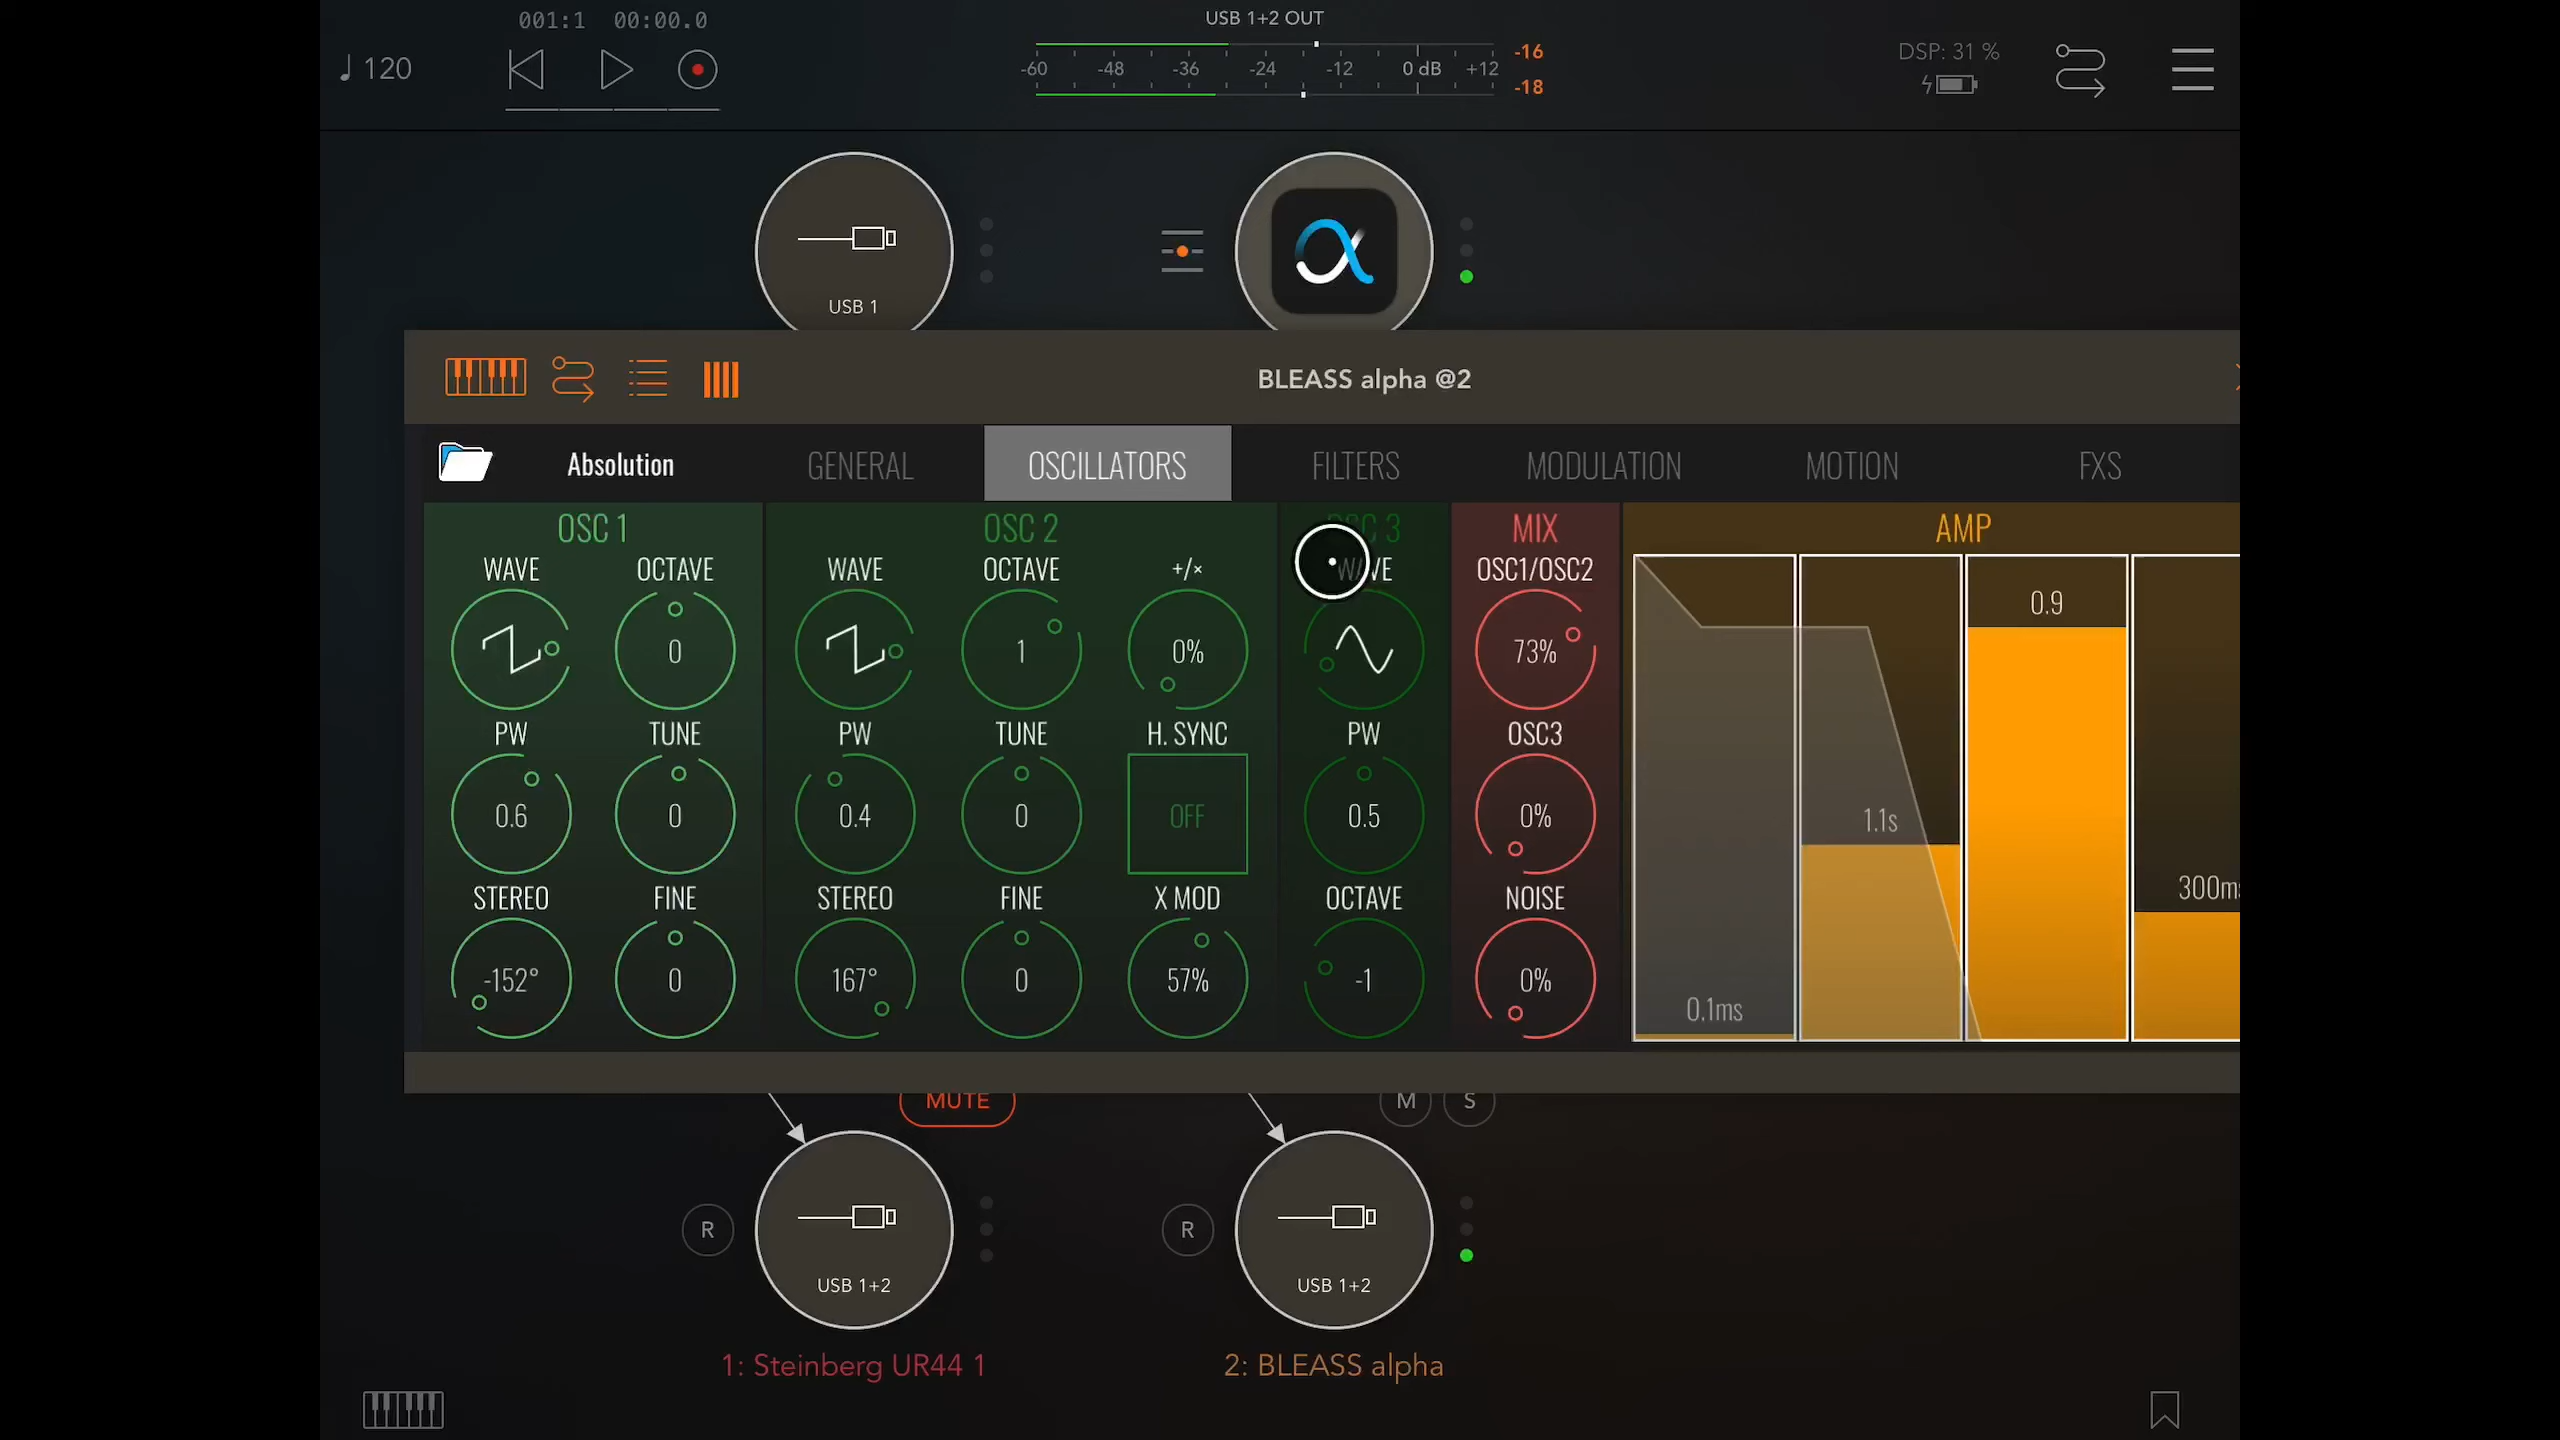 001:1 00:00.0
120
USB 1+2 OUT
-60 -48 -36 -24 -12 0 dB +12
-16
-18
DSP: 31 %
USB 1
BLEASS alpha @2
Absolution GENERAL OSCILLATORS FILTERS MODULATION MOTION FXS
OSC 1 OSC 2 MIX AMP
WAVE OCTAVE WAVE OCTAVE +/× OSC1/OSC2
0 1 0% 73% 0.9
PW TUNE PW TUNE H. SYNC PW OSC3
0.6 0 0.4 0 OFF 0.5 0% 1.1s
STEREO FINE STEREO FINE X MOD OCTAVE NOISE
300m
-152° 0 167° 0 57% -1 0% 0.1ms
MUTE M S
R R
USB 1+2 USB 1+2
1: Steinberg UR44 1 2: BLEASS alpha